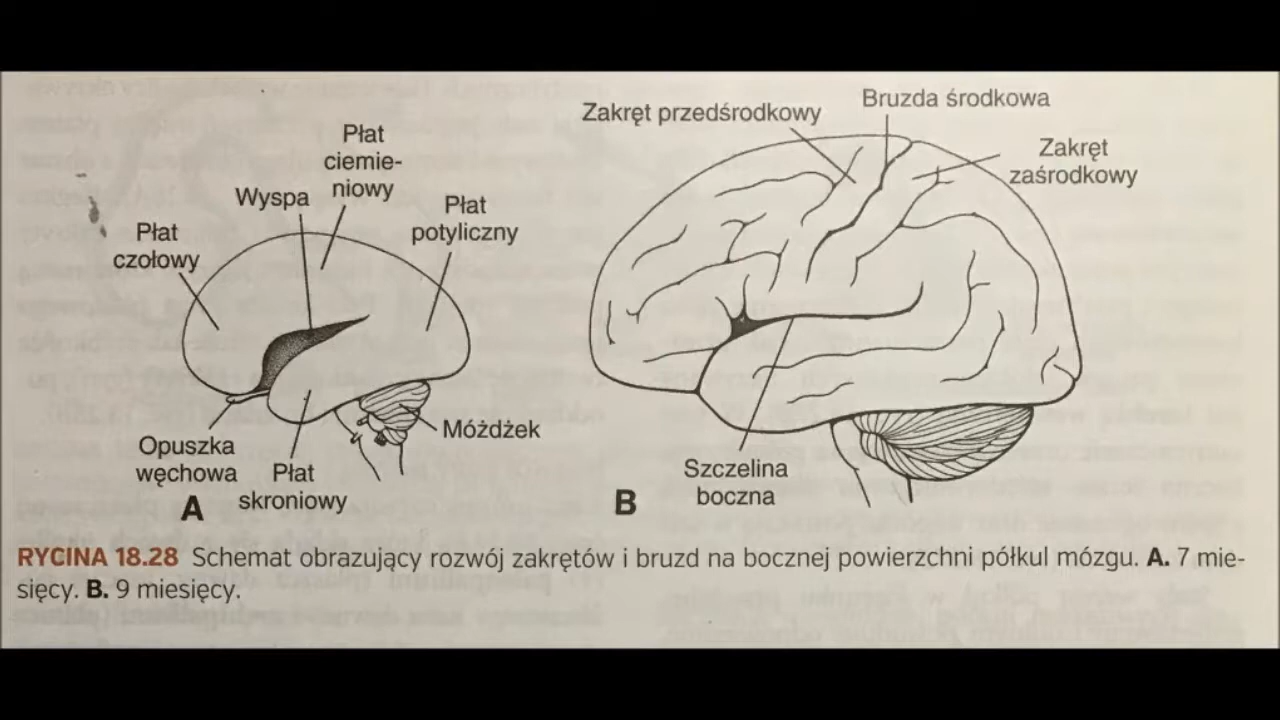 Płat
ciemie-
niowy
Wyspa
Płat
potyliczny
Płat
czołowy
Opuszka
węchowa
Płat
skroniowy
Móżdżek
A
Zakręt przedśrodkowy
Bruzda środkowa
Zakręt
zaśrodkowy
Szczelina
boczna
B
RYCINA 18.28 Schemat obrazujący rozwój zakrętów i bruzd na bocznej powierzchni półkul mózgu. A. 7 mie-
sięcy. B. 9 miesięcy.